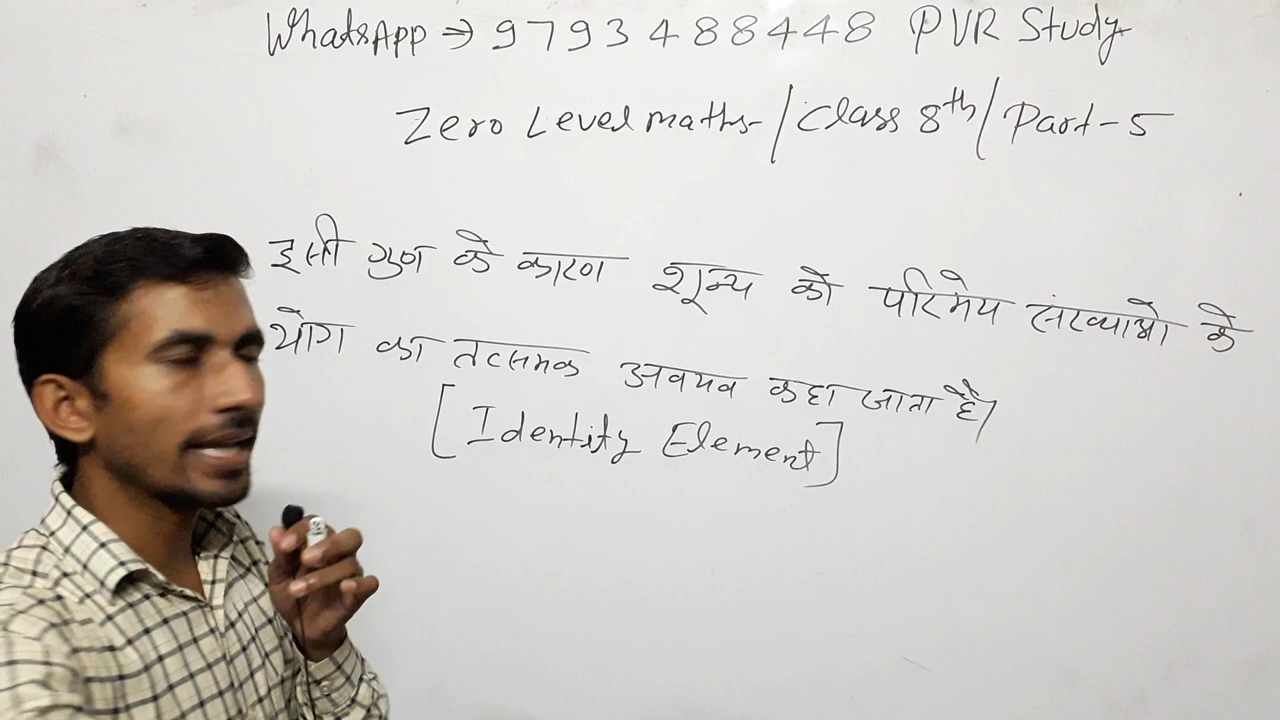 WhatsApp → 9793488448 PVR Study
Zero Level maths / Class 8th / Part-5
इसी गुण के कारण शून्य को परिमेय संख्याओ के
योग का तत्समक अवयव कहा जाता है।
[Identity Element]